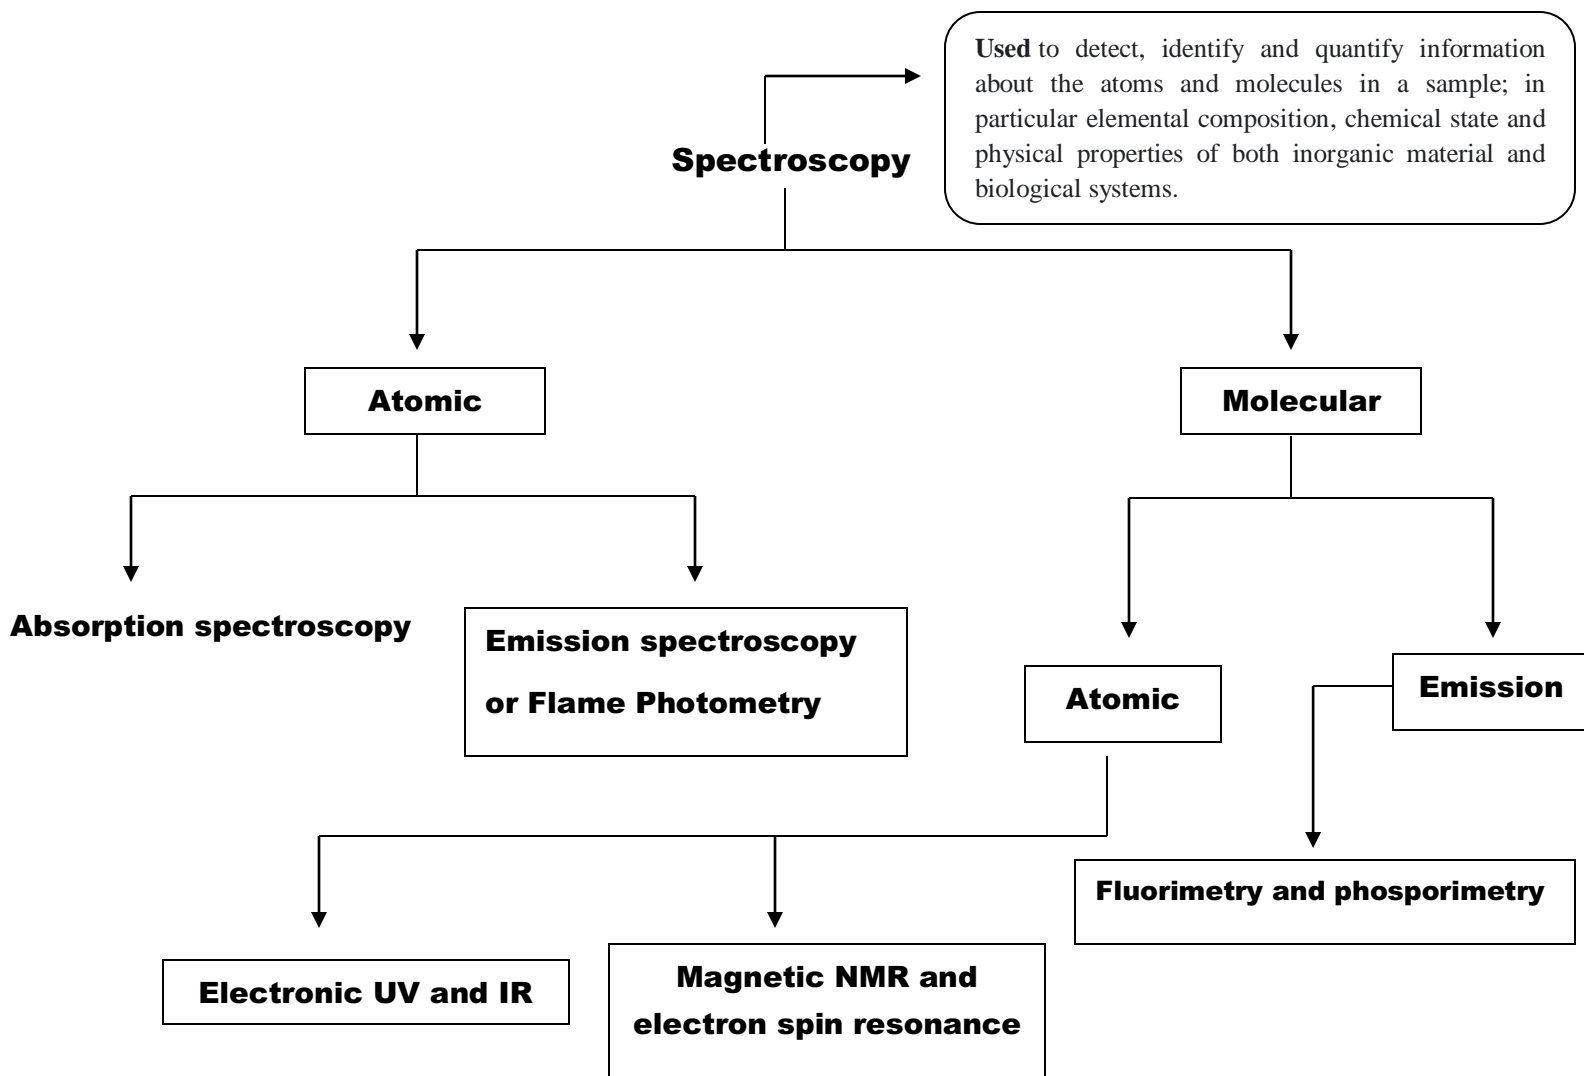 Used to detect, identify and quantify information
about the atoms and molecules in a sample; in
particular elemental composition, chemical state and
physical properties of both inorganic material and
biological systems.
Spectroscopy
Atomic
Molecular
Absorption spectroscopy
Emission spectroscopy
or Flame Photometry
Atomic
Emission
Fluorimetry and phosporimetry
Electronic UV and IR
Magnetic NMR and
electron spin resonance